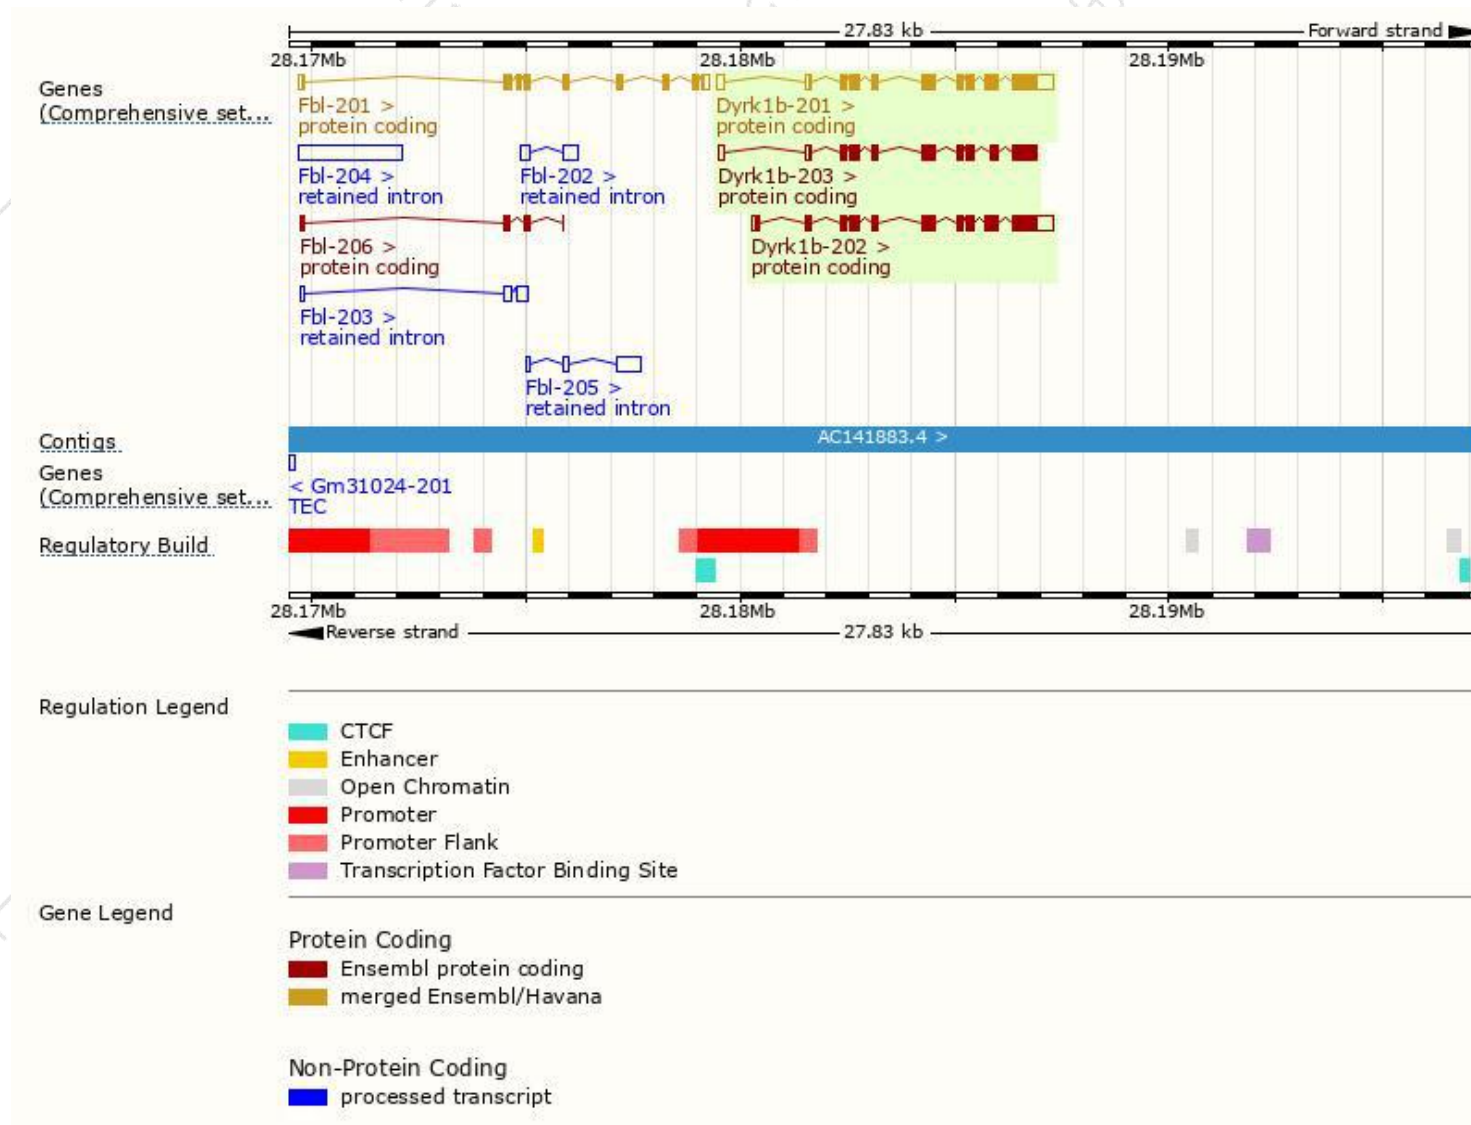 27.83 kb Forward strand
28.17Mb 28.18Mb 28.19Mb
Genes
(Comprehensive set...
Fbl-201 > Dyrk1b-201 >
protein coding protein coding
Fbl-204 > Fbl-202 > Dyrk1b-203 >
retained intron retained intron protein coding
Fbl-206 > Dyrk1b-202 >
protein coding protein coding
Fbl-203 >
retained intron
Fbl-205 >
retained intron
Contigs AC141883.4 >
Genes
(Comprehensive set...
< Gm31024-201
TEC
Regulatory Build
28.17Mb 28.18Mb 28.19Mb
Reverse strand 27.83 kb
Regulation Legend
CTCF
Enhancer
Open Chromatin
Promoter
Promoter Flank
Transcription Factor Binding Site
Gene Legend
Protein Coding
Ensembl protein coding
merged Ensembl/Havana
Non-Protein Coding
processed transcript